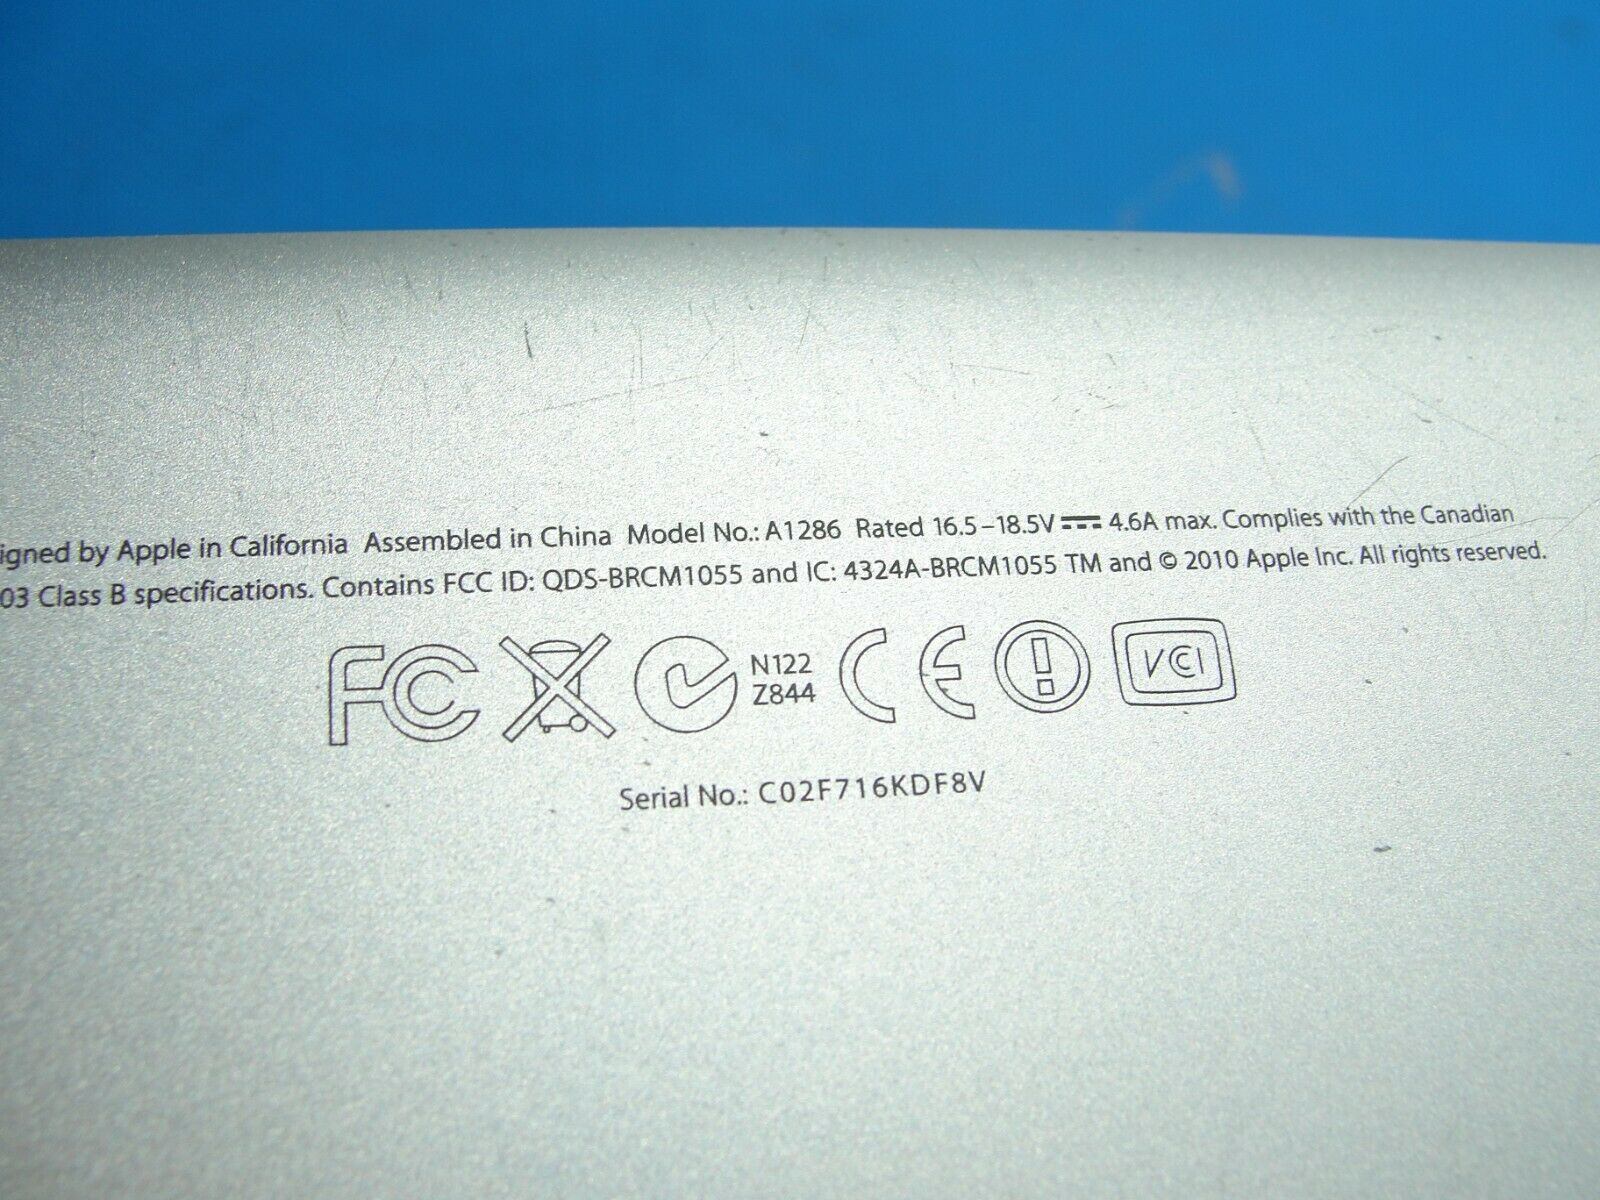 igned by Apple in California Assembled in China Model No.: A1286 Rated 16.5–18.5V ⎓ 4.6A max. Complies with the Canadian
03 Class B specifications. Contains FCC ID: QDS-BRCM1055 and IC: 4324A-BRCM1055 TM and © 2010 Apple Inc. All rights reserved.
FC N122 CE VCI
Z844
Serial No.: C02F716KDF8V